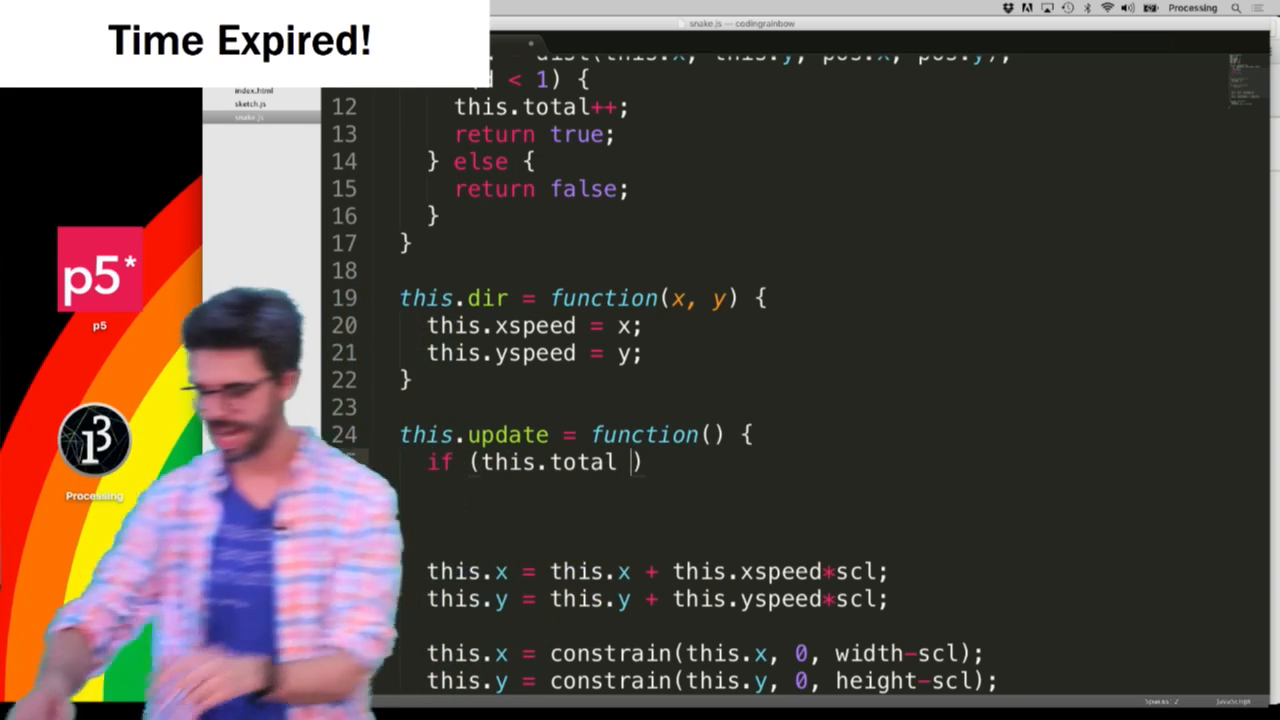 Time Expired!
Processing
snake.js — codingrainbow
index.html
sketch.js
snake.js
dist(this.x, this.y, pos.x, pos.y);
< 1) {
12 this.total++;
13 return true;
14 } else {
15 return false;
16 }
17 }
18
19 this.dir = function(x, y) {
20 this.xspeed = x;
21 this.yspeed = y;
22 }
23
24 this.update = function() {
if (this.total )
this.x = this.x + this.xspeed*scl;
this.y = this.y + this.yspeed*scl;
this.x = constrain(this.x, 0, width-scl);
this.y = constrain(this.y, 0, height-scl);
p5*
p5
Processing
Spaces: 2
JavaScript